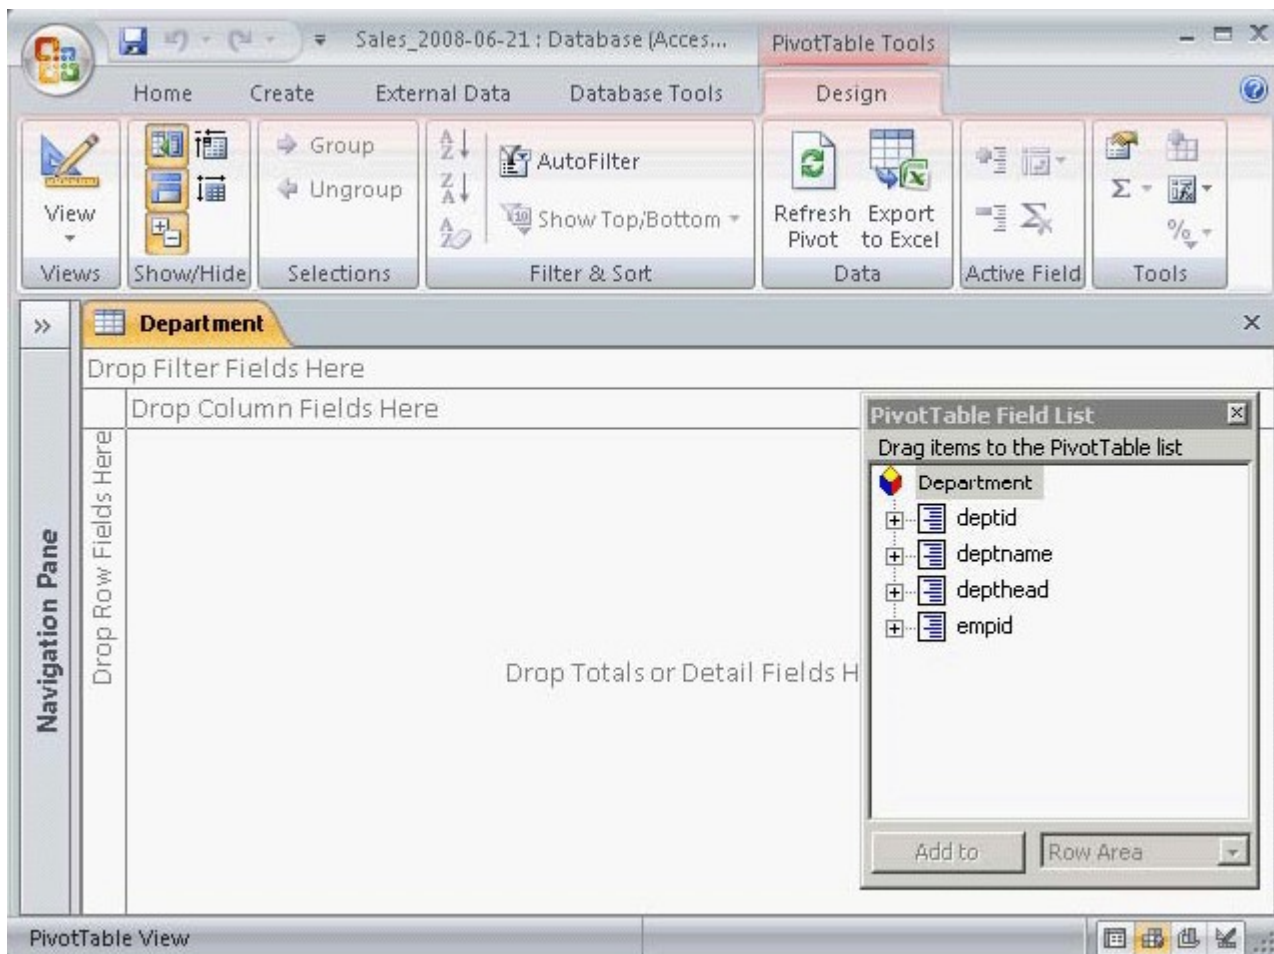 Sales_2008-06-21 : Database (Acces...
PivotTable Tools
Home Create External Data Database Tools Design
Group
Ungroup
AutoFilter
Show Top/Bottom
View
Refresh Pivot
Export to Excel
Views Show/Hide Selections Filter & Sort Data Active Field Tools
Department
Drop Filter Fields Here
Drop Column Fields Here
Drop Row Fields Here
Drop Totals or Detail Fields H
Navigation Pane
PivotTable Field List
Drag items to the PivotTable list
Department
deptid
deptname
depthead
empid
Add to Row Area
PivotTable View